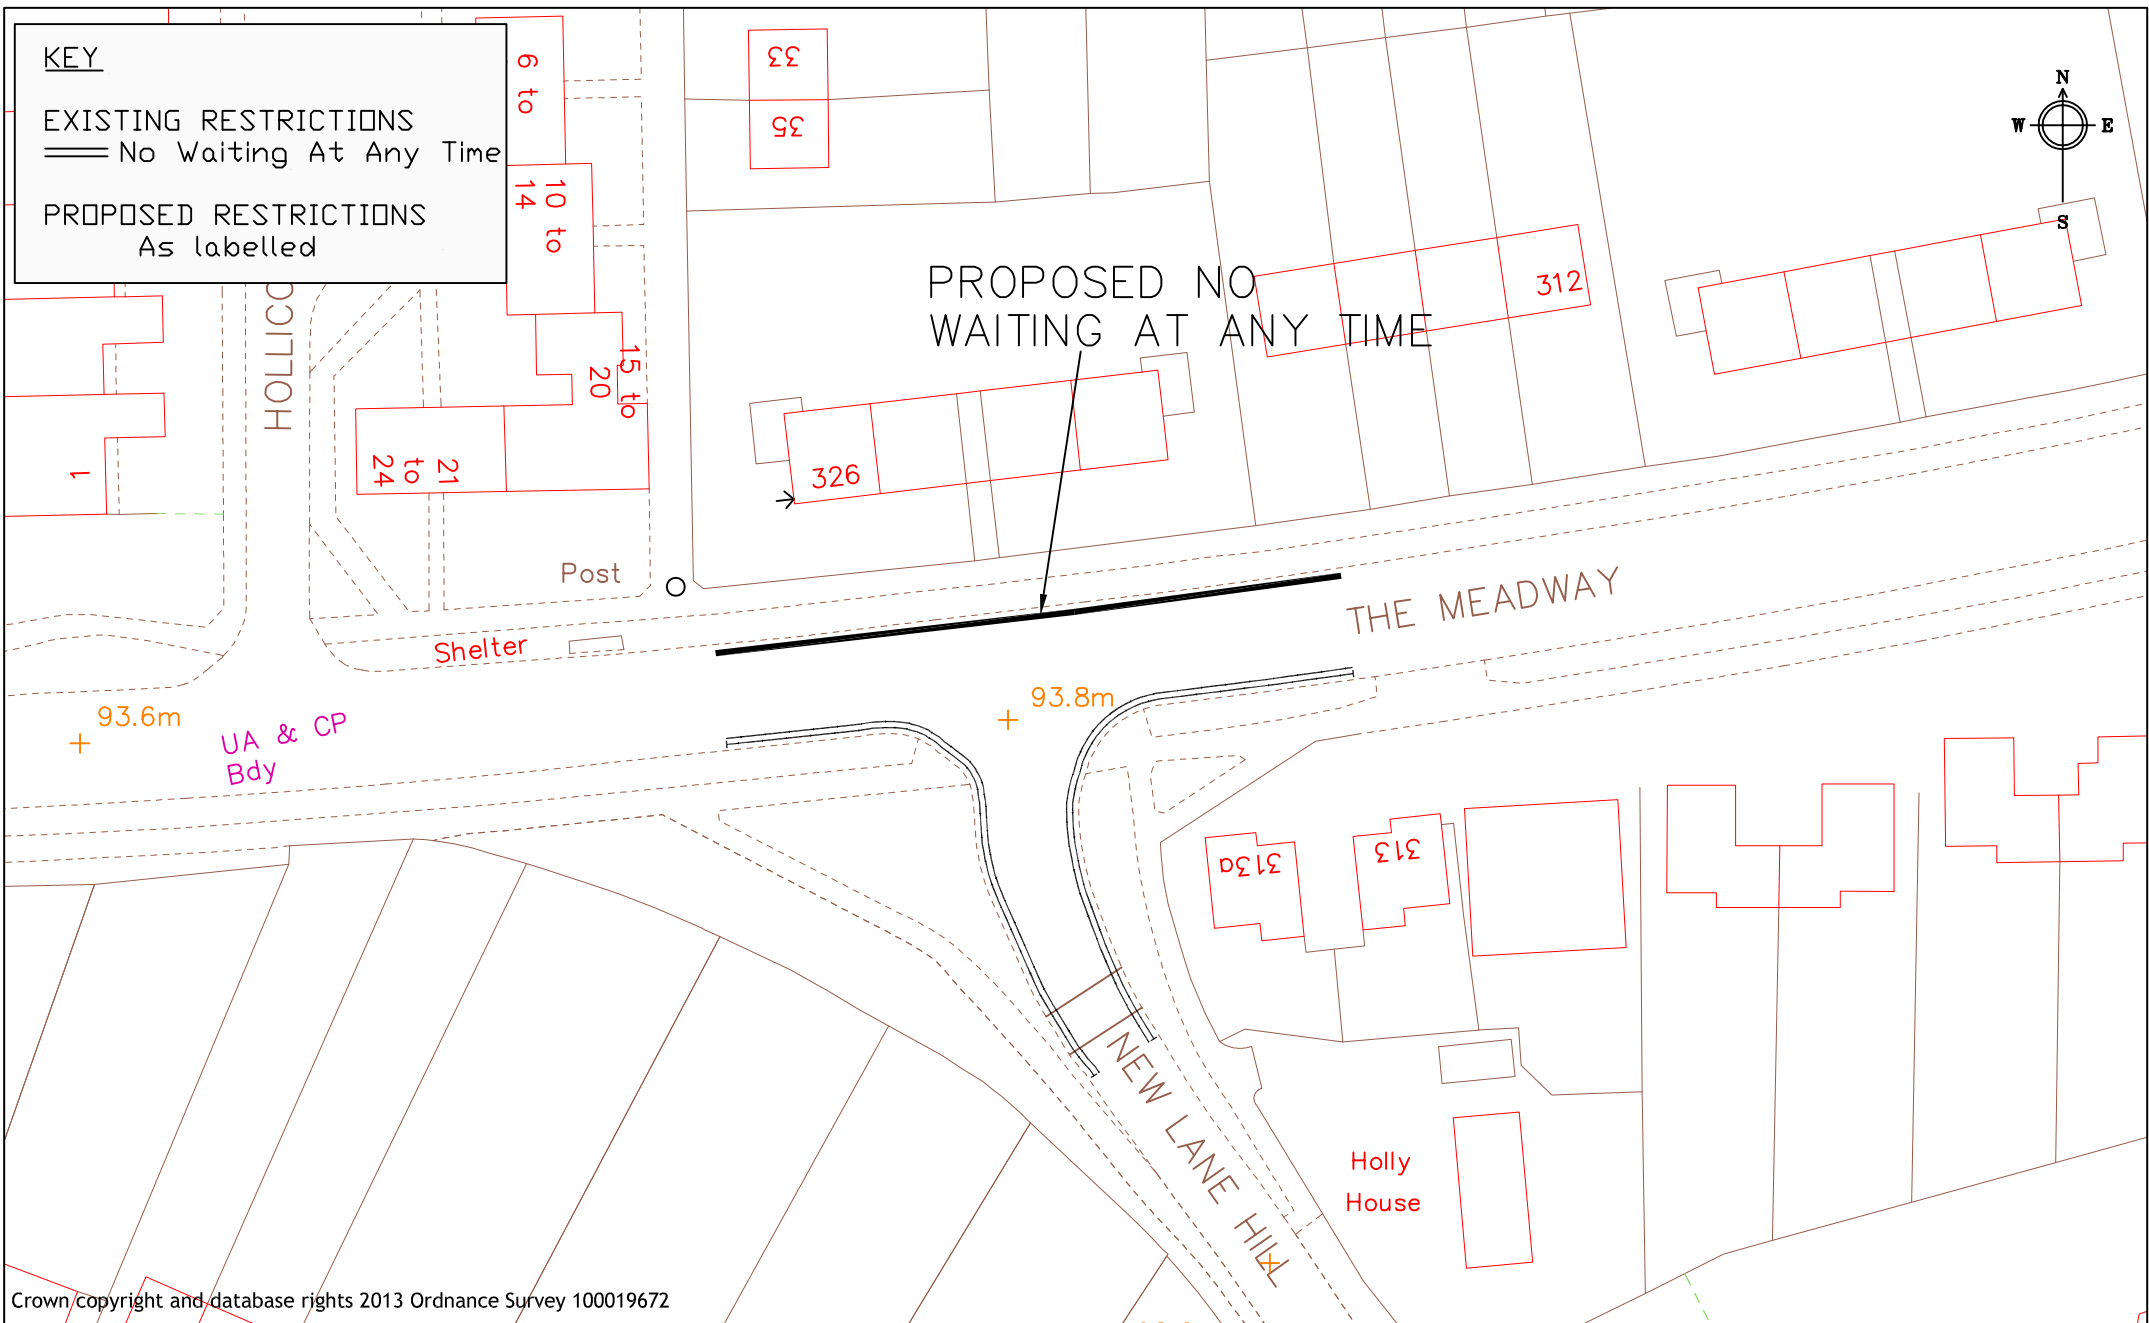 KEY
EXISTING RESTRICTIONS
No Waiting At Any Time
PROPOSED RESTRICTIONS
As labelled
6 to
10 to
14
15 to
20
21
to
24
1
33
35
N
W E
S
PROPOSED NO
WAITING AT ANY TIME
312
326
HOLLICO
Post
Shelter
THE MEADWAY
93.6m
93.8m
UA & CP
Bdy
313a
313
NEW LANE HILL
Holly
House
Crown copyright and database rights 2013 Ordnance Survey 100019672